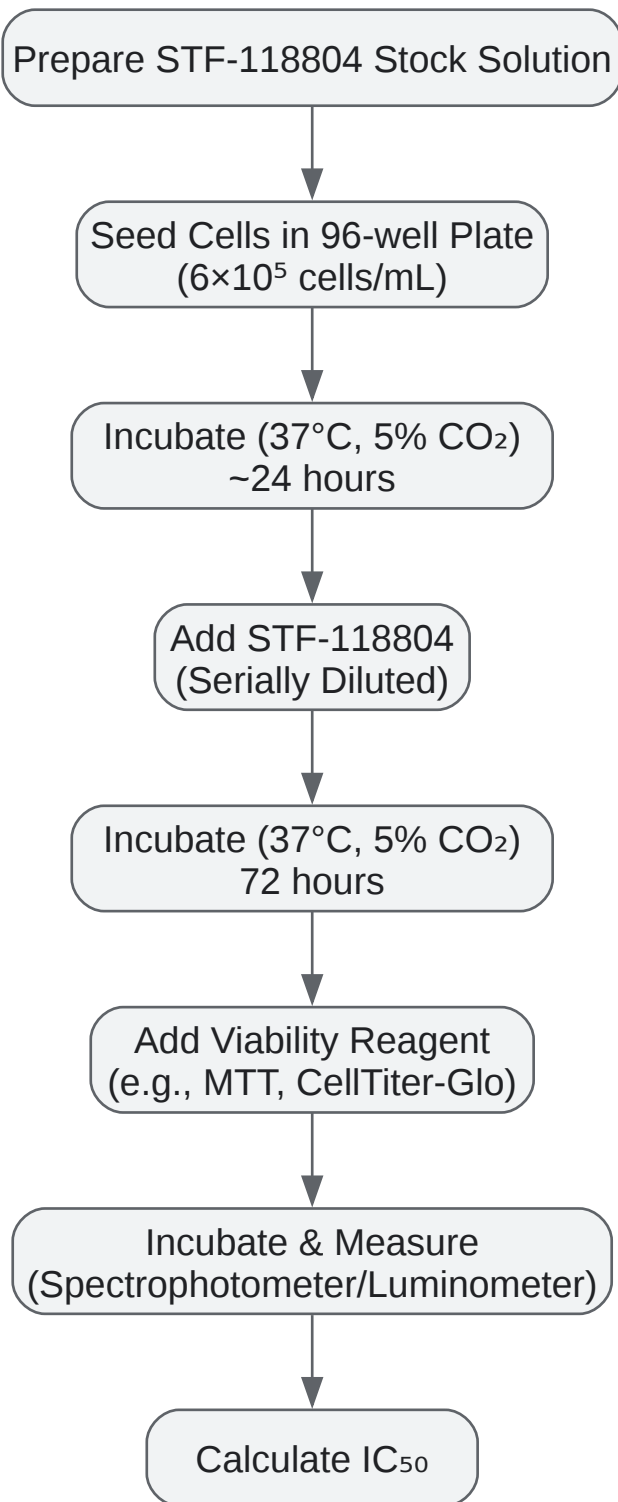 Prepare STF-118804 Stock Solution
Seed Cells in 96-well Plate
(6×10⁵ cells/mL)
Incubate (37°C, 5% CO₂)
~24 hours
Add STF-118804
(Serially Diluted)
Incubate (37°C, 5% CO₂)
72 hours
Add Viability Reagent
(e.g., MTT, CellTiter-Glo)
Incubate & Measure
(Spectrophotometer/Luminometer)
Calculate IC₅₀